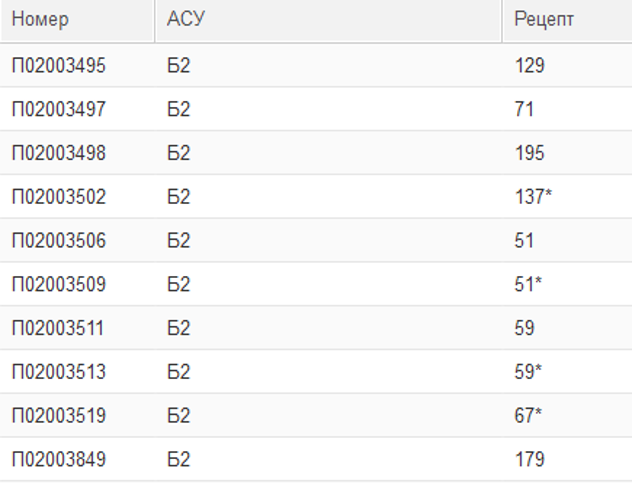 Номер АСУ Рецепт
П02003495 Б2 129
П02003497 Б2 71
П02003498 Б2 195
П02003502 Б2 137*
П02003506 Б2 51
П02003509 Б2 51*
П02003511 Б2 59
П02003513 Б2 59*
П02003519 Б2 67*
П02003849 Б2 179